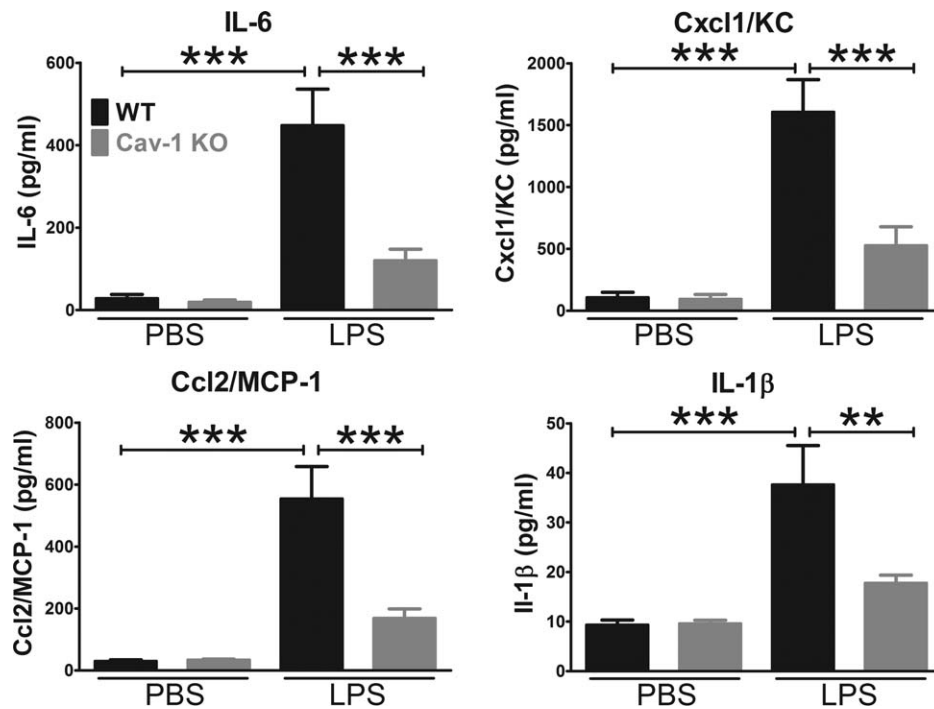 IL-6
***
***
600
400
200
0
IL-6 (pg/ml)
WT
Cav-1 KO
PBS
LPS
Cxcl1/KC
***
***
2000
1500
1000
500
0
Cxcl1/KC (pg/ml)
PBS
LPS
Ccl2/MCP-1
***
***
800
600
400
200
0
Ccl2/MCP-1 (pg/ml)
PBS
LPS
IL-1β
***
**
50
40
30
20
10
0
Il-1β (pg/ml)
PBS
LPS